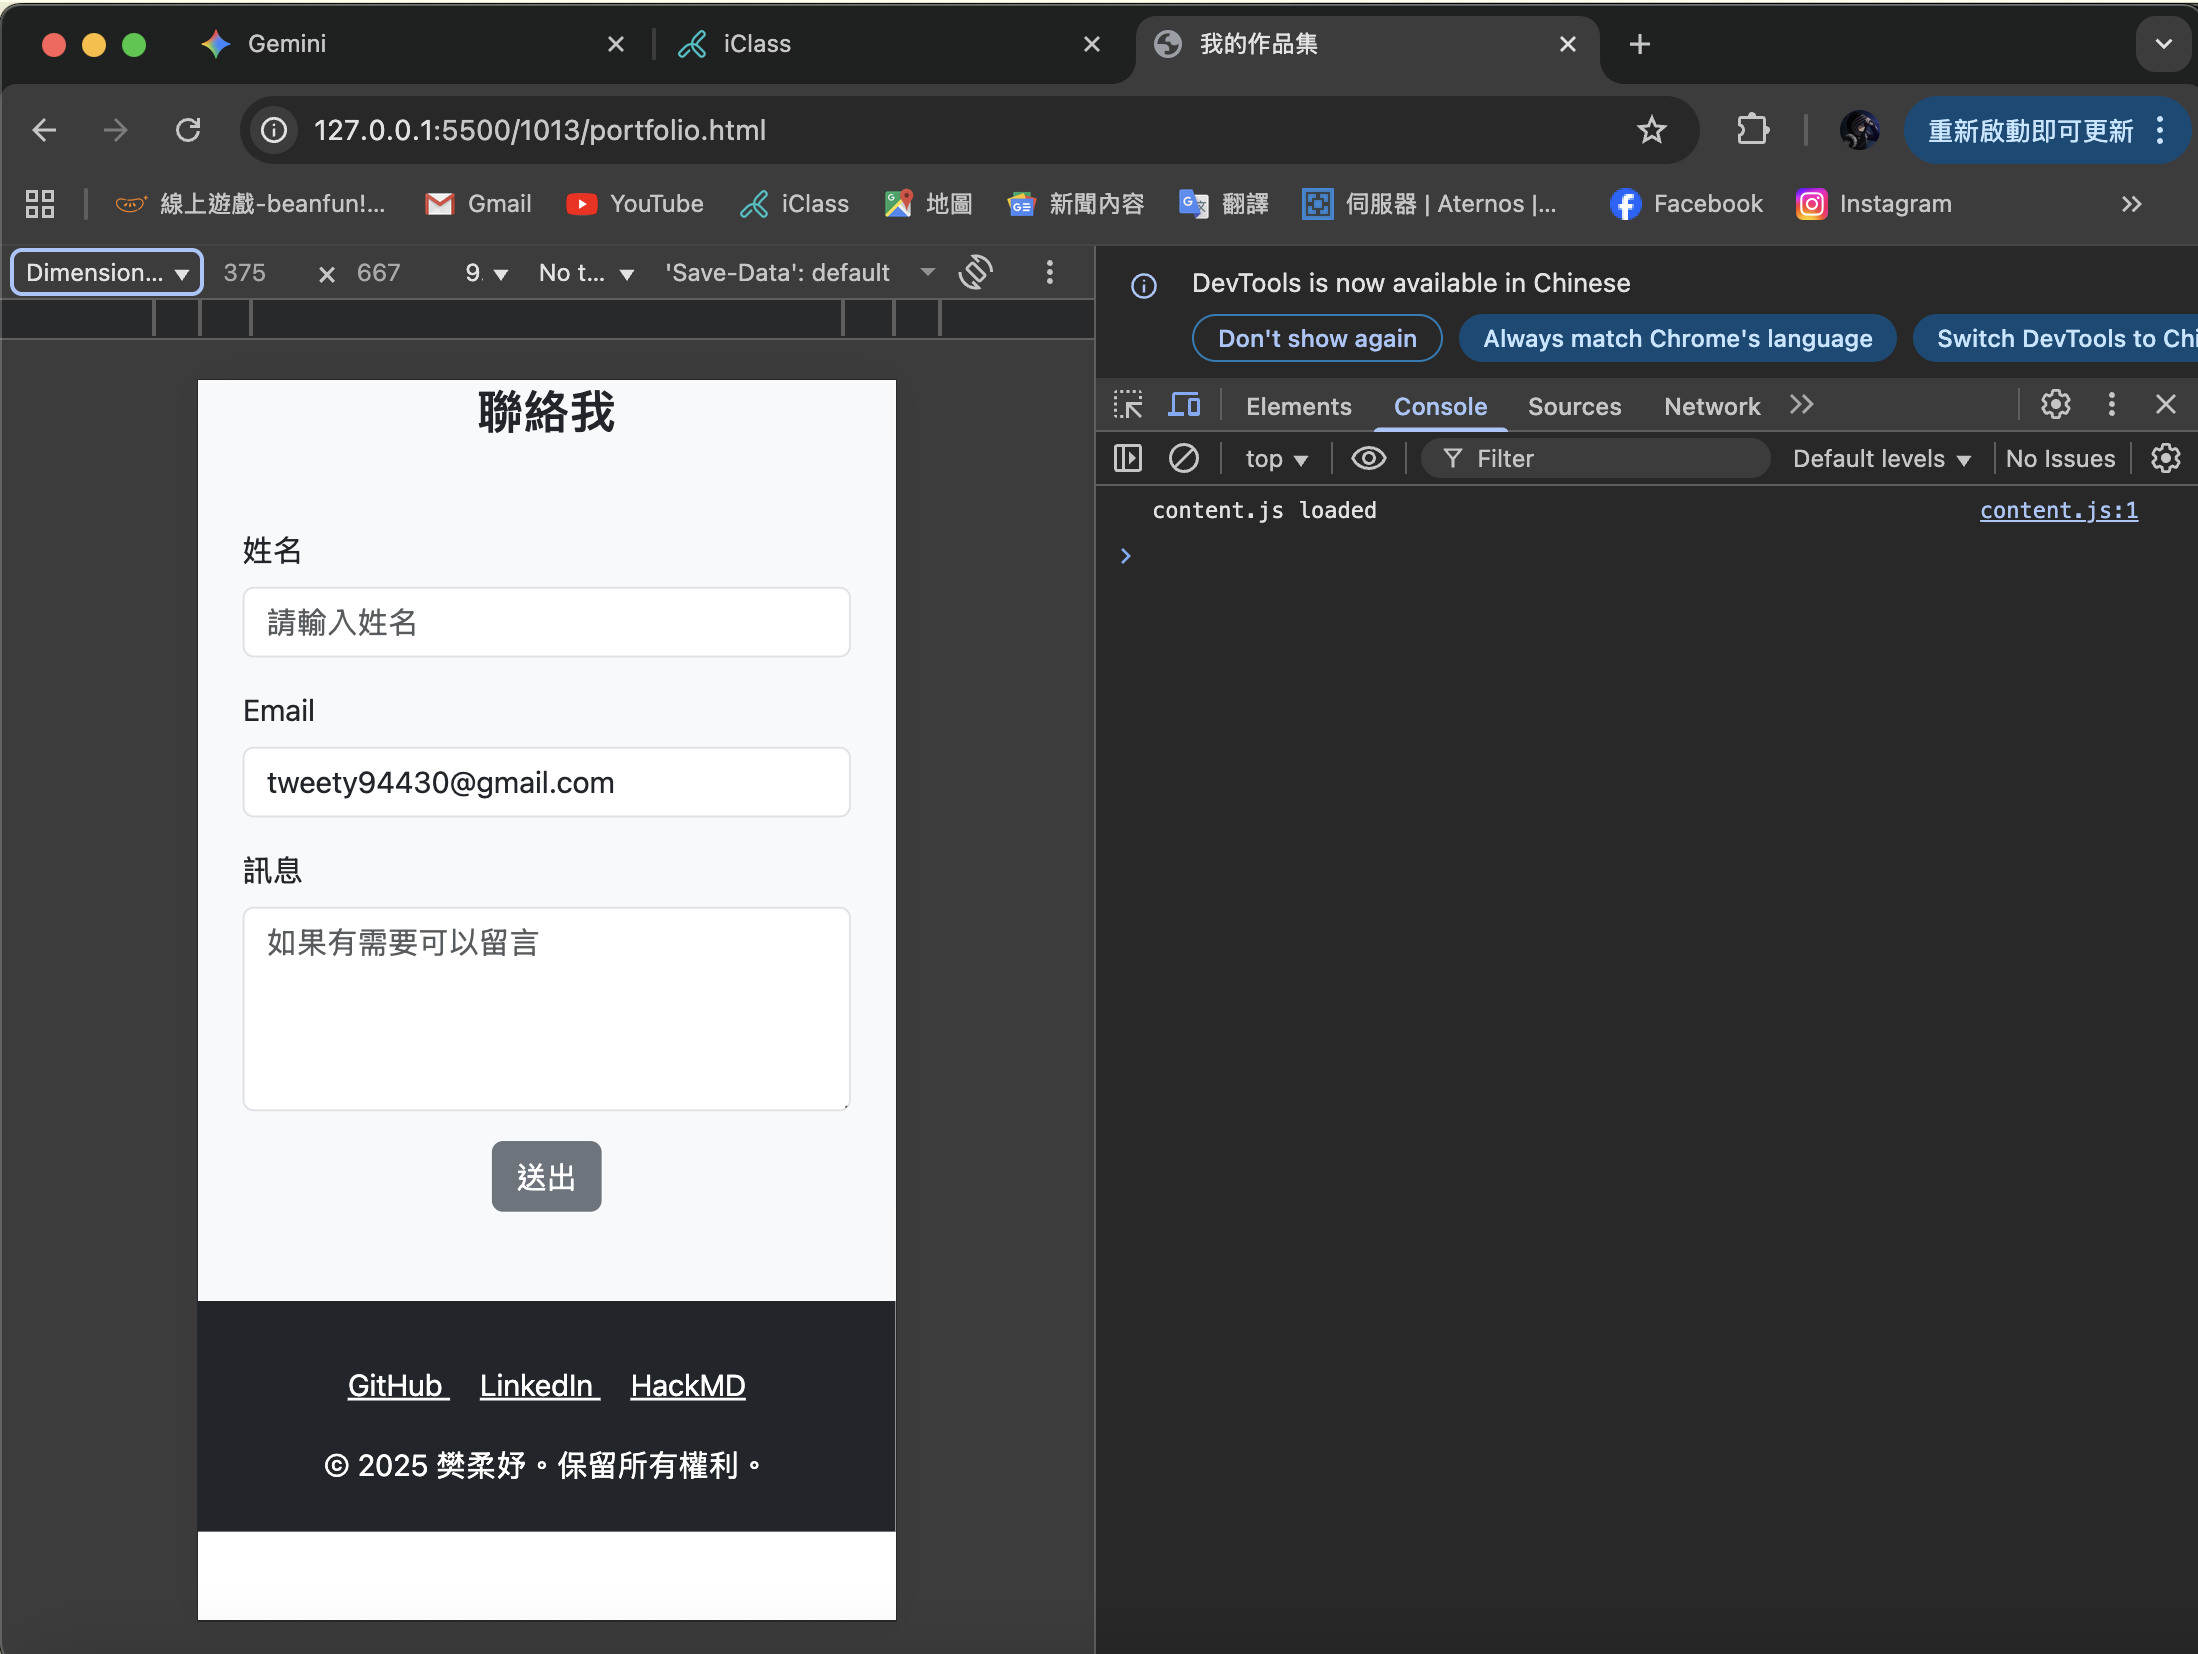 Gemini
iClass
我的作品集
127.0.0.1:5500/1013/portfolio.html
重新啟動即可更新
線上遊戲-beanfun!...
Gmail
YouTube
iClass
地圖
新聞內容
翻譯
伺服器 | Aternos |...
Facebook
Instagram
Dimension... 375 × 667 9. No t... 'Save-Data': default
DevTools is now available in Chinese
Don't show again
Always match Chrome's language
Switch DevTools to Chi
Elements Console Sources Network
top Filter Default levels No Issues
content.js loaded content.js:1
聯絡我
姓名
請輸入姓名
Email
tweety94430@gmail.com
訊息
如果有需要可以留言
送出
GitHub LinkedIn HackMD
© 2025 樊柔妤。保留所有權利。